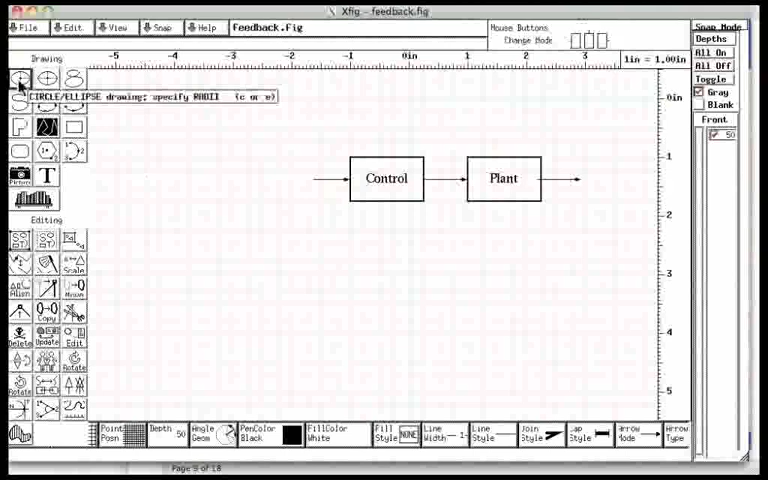 Xfig – feedback.fig
File Edit View Snap Help feedback.fig
Mouse Buttons
Change Mode
Snap Mode
Depths
All On
All Off
Toggle
Gray
Blank
Front
50
Drawing
-5 -4 -3 -2 -1 0in 1 2 3
1in = 1.00in
CIRCLE/ELLIPSE drawing: specify RADII (c or e)
0in
1
2
3
4
5
Control
Plant
Picture
T
Editing
Scale
Align
Move
Copy
Delete
Update
Edit
Rotate
Rotate
Point Posn
Depth 50
Angle Geom
PenColor Black
FillColor White
Fill Style NONE
Line Width 1
Line Style
Join Style
Cap Style
Arrow Mode
Arrow Type
Page 9 of 18